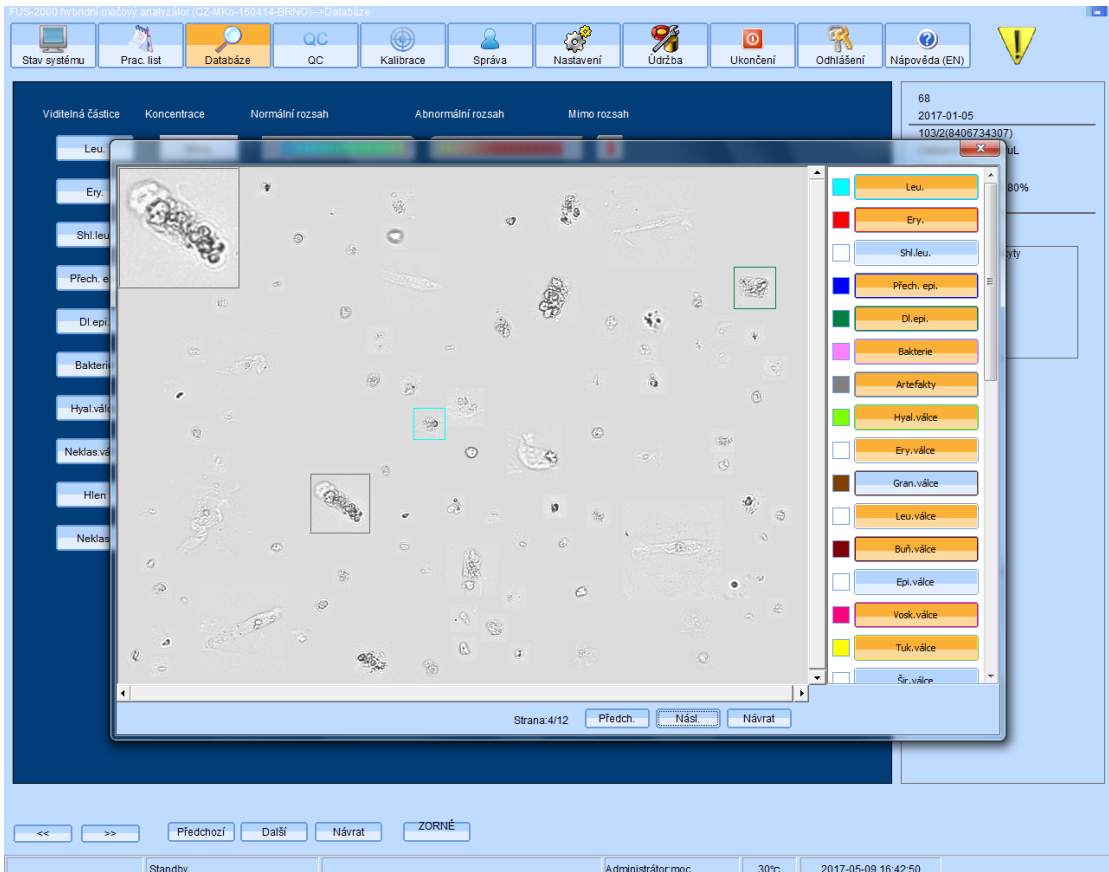 FUS-2000 hybridní močový analyzátor (CZ-MKo-160414-BRNO)-->Databáze
Stav systému
Prac. list
Databáze
QC
QC
Kalibrace
Správa
Nastavení
Údržba
Ukončení
Odhlášení
Nápověda (EN)
Viditelná částice
Koncentrace
Normální rozsah
Abnormální rozsah
Mimo rozsah
68
2017-01-05
103/2(8406734307)
uL
80%
Leu.
Ery.
Shl.leu
Přech. e
Dl.epi.
Bakteri
Hyal.vál
Neklas.vá
Hlen
Neklas
Leu.
Ery.
Shl.leu.
Přech. epi.
Dl.epi.
Bakterie
Artefakty
Hyal.válce
Ery.válce
Gran.válce
Leu.válce
Buň.válce
Epi.válce
Vosk.válce
Tuk.válce
Šir.válce
Strana:4/12
Předch.
Násl.
Návrat
<<
>>
Předchozí
Další
Návrat
ZORNÉ
Standby
Administrátor:moc
30°C
2017-05-09 16:42:50